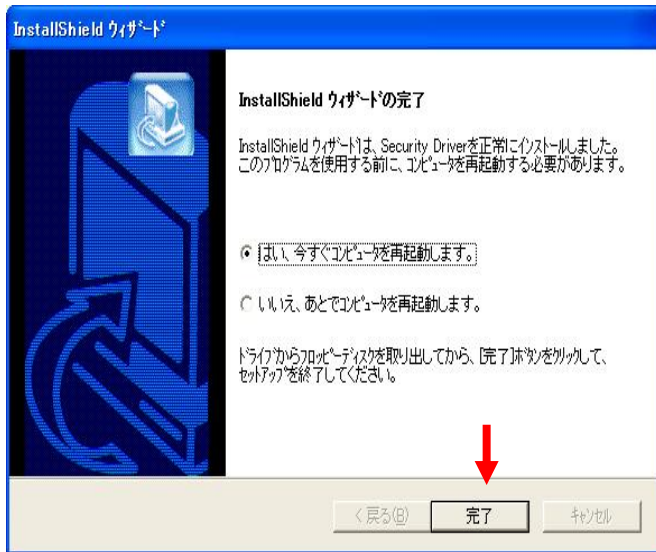 InstallShield ｳｨｻﾞｰﾄﾞ
InstallShield ｳｨｻﾞｰﾄﾞの完了
InstallShield ｳｨｻﾞｰﾄﾞは、Security Driverを正常にｲﾝｽﾄｰﾙしました。
このﾌﾟﾛｸﾞﾗﾑを使用する前に、ｺﾝﾋﾟｭｰﾀを再起動する必要があります。
はい、今すぐｺﾝﾋﾟｭｰﾀを再起動します。
いいえ、あとでｺﾝﾋﾟｭｰﾀを再起動します。
ﾄﾞﾗｲﾌﾞからﾌﾛｯﾋﾟｰﾃﾞｨｽｸを取り出してから、[完了]ﾎﾞﾀﾝをｸﾘｯｸして、
ｾｯﾄｱｯﾌﾟを終了してください。
< 戻る(B)
完了
ｷｬﾝｾﾙ